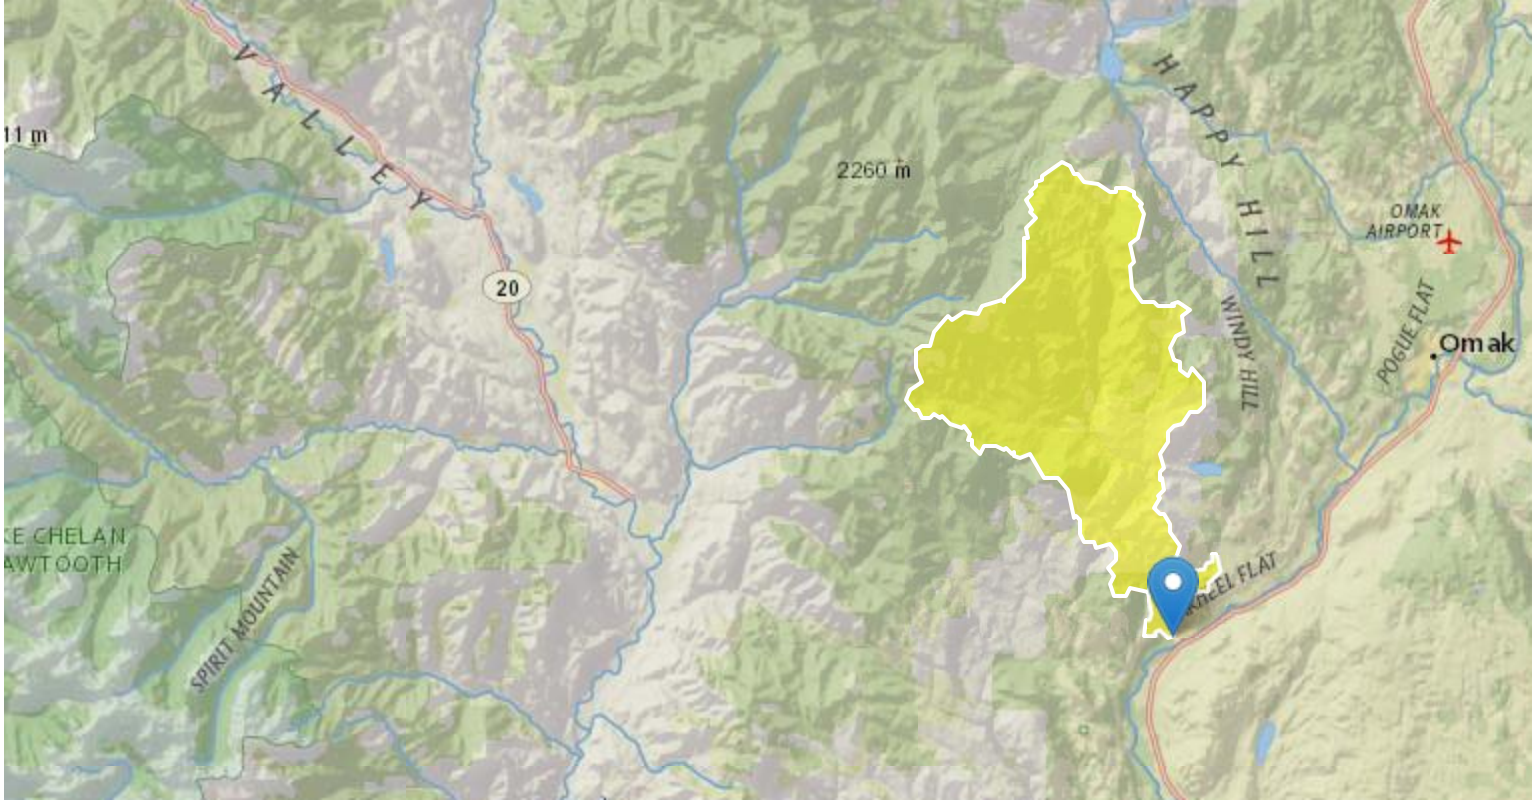 VALLEY
11 m
HAPPY HILL
2260 m
OMAK
AIRPORT
20
POGUE FLAT
WINDY HILL
Omak
KE CHELAN
AWTOOTH
SPIRIT MOUNTAIN
FLAT